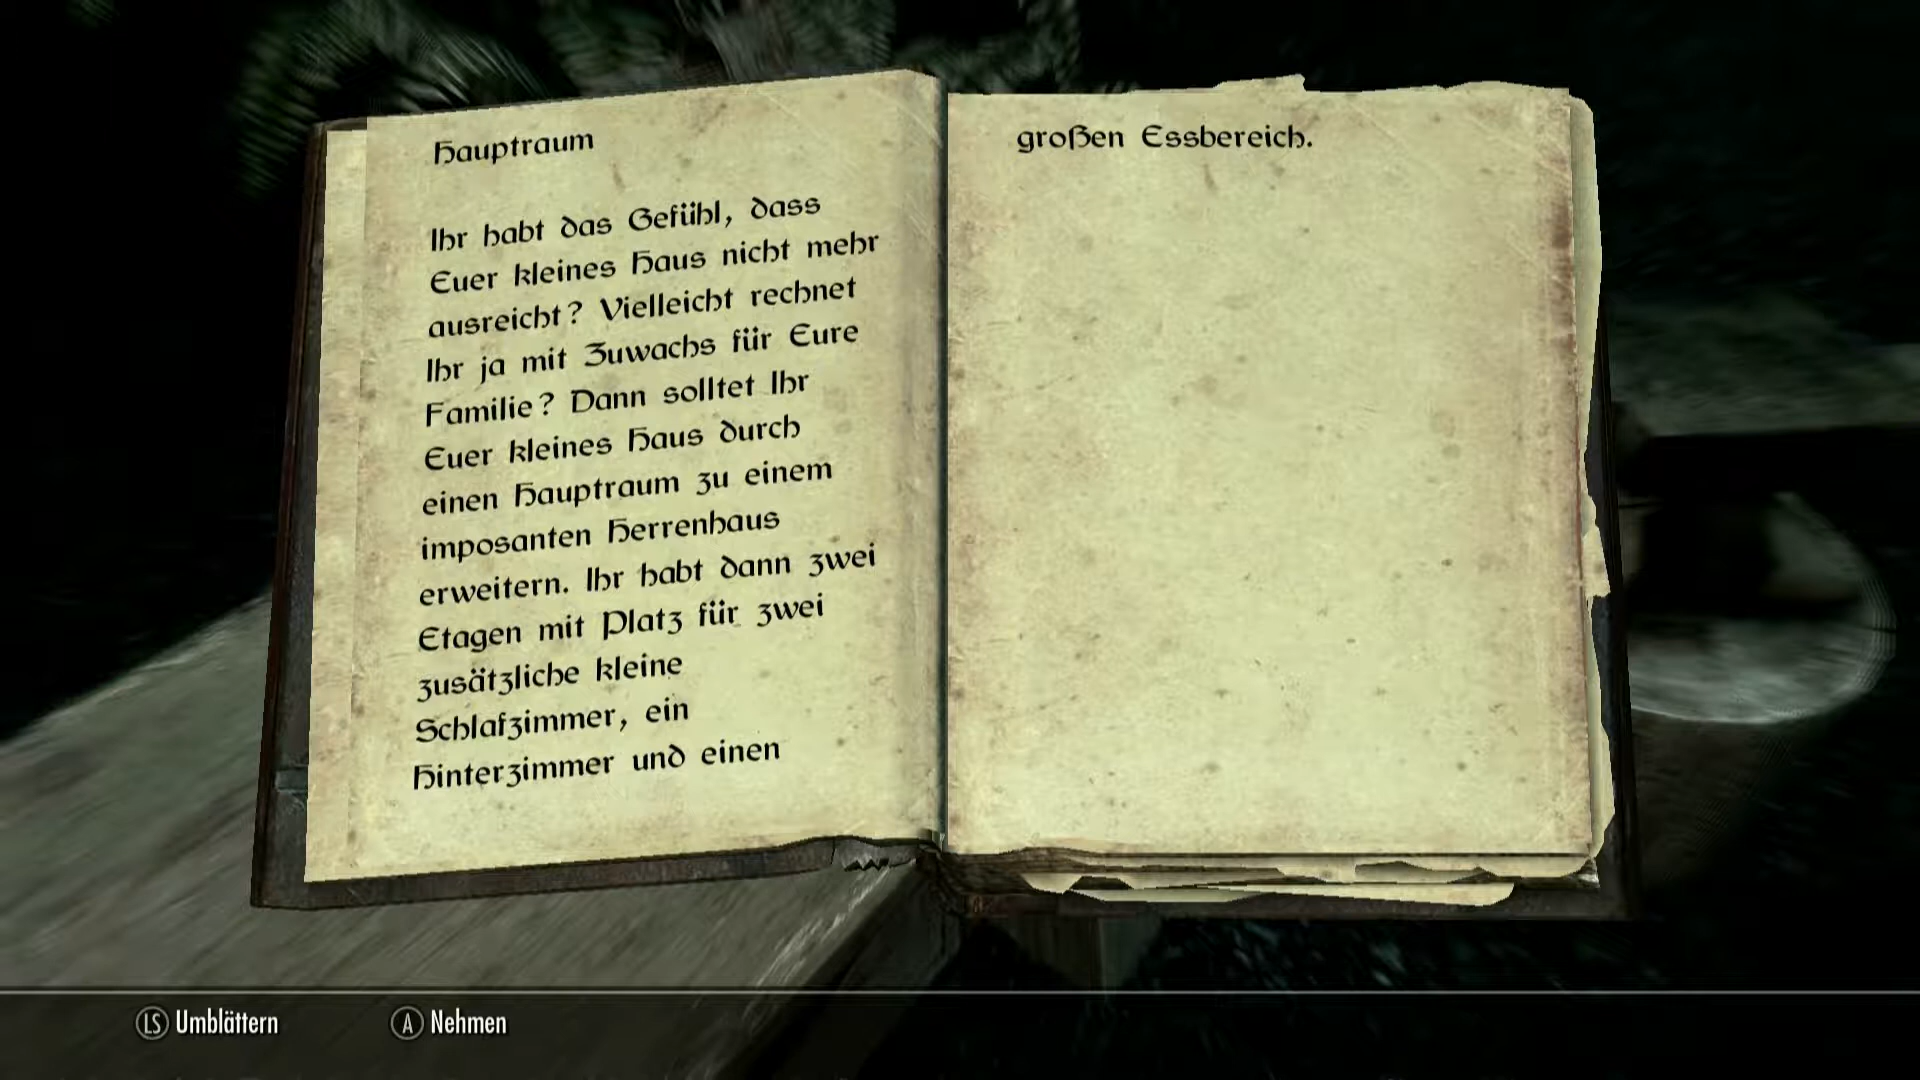 Hauptraum
Ihr habt das Gefühl, dass
Euer kleines Haus nicht mehr
ausreicht? Vielleicht rechnet
Ihr ja mit Zuwachs für Eure
Familie? Dann solltet Ihr
Euer kleines Haus durch
einen Hauptraum zu einem
imposanten Herrenhaus
erweitern. Ihr habt dann zwei
Etagen mit Platz für zwei
zusätzliche kleine
Schlafzimmer, ein
Hinterzimmer und einen
großen Essbereich.
LS Umblättern
A Nehmen